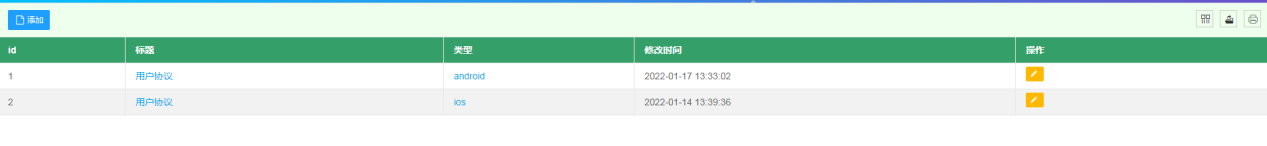 添加
id 标题 类型 修改时间 操作
1 用户协议 android 2022-01-17 13:33:02
2 用户协议 ios 2022-01-14 13:39:36